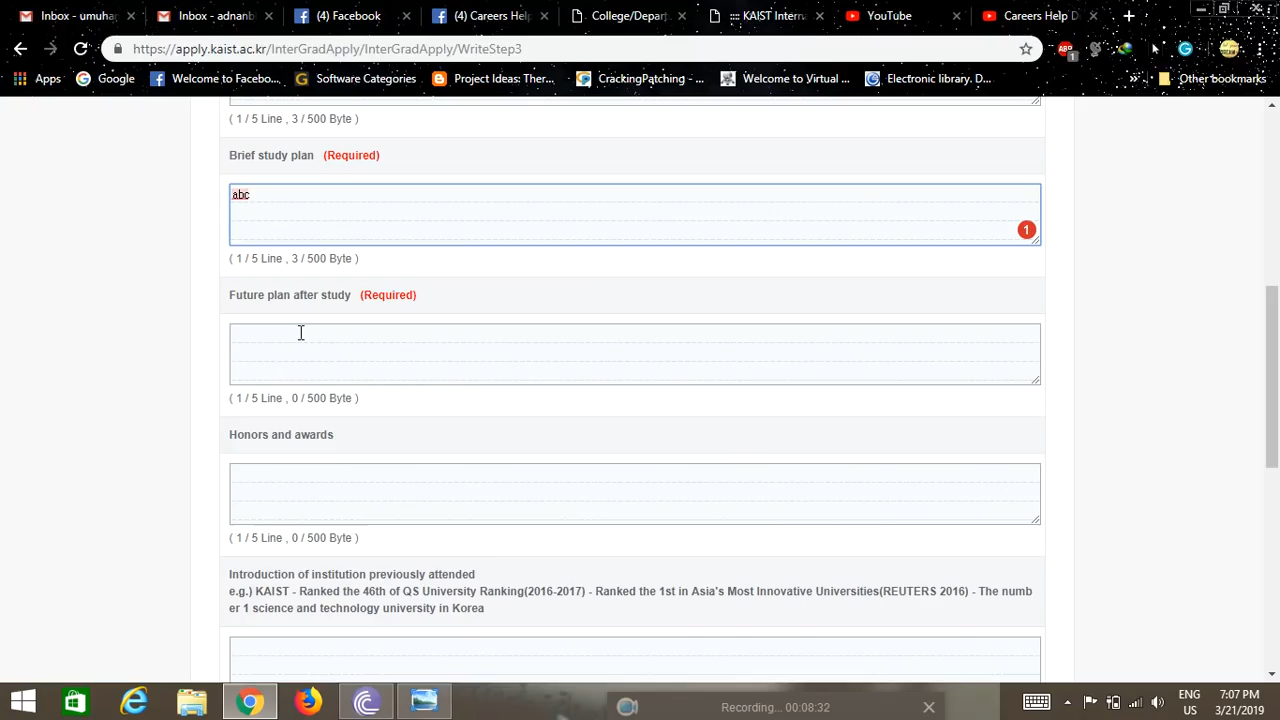 Inbox - umuha
Inbox - adnanb
(4) Facebook
(4) Careers Help
College/Depart
:::: KAIST Interna
YouTube
Careers Help D
https://apply.kaist.ac.kr/InterGradApply/InterGradApply/WriteStep3
Apps
Google
Welcome to Facebo...
Software Categories
Project Ideas: Ther...
CrackingPatching - ...
Welcome to Virtual ...
Electronic library. D...
Other bookmarks
( 1 / 5 Line , 3 / 500 Byte )
Brief study plan (Required)
abc
1
( 1 / 5 Line , 3 / 500 Byte )
Future plan after study (Required)
( 1 / 5 Line , 0 / 500 Byte )
Honors and awards
( 1 / 5 Line , 0 / 500 Byte )
Introduction of institution previously attended
e.g.) KAIST - Ranked the 46th of QS University Ranking(2016-2017) - Ranked the 1st in Asia's Most Innovative Universities(REUTERS 2016) - The numb
er 1 science and technology university in Korea
Recording... 00:08:32
ENG
US
7:07 PM
3/21/2019